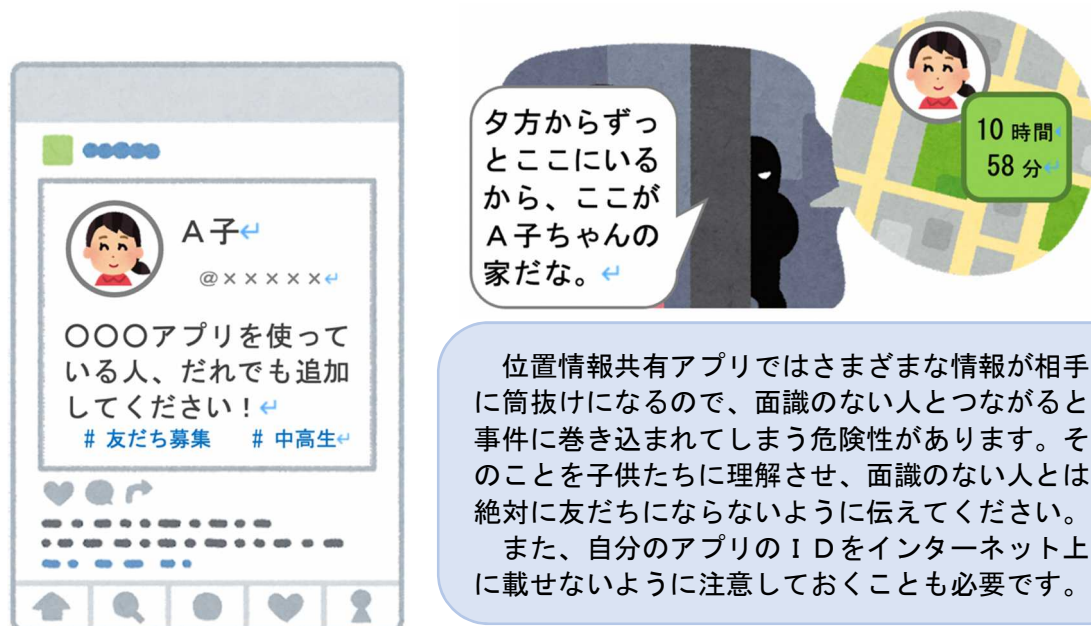 A子↵
@×××××↵
〇〇〇アプリを使って
いる人、だれでも追加
してください！↵
# 友だち募集 # 中高生↵
夕方からずっ
とここにいる
から、ここが
A子ちゃんの
家だな。↵
10 時間↵
58 分↵
位置情報共有アプリではさまざまな情報が相手
に筒抜けになるので、面識のない人とつながると
事件に巻き込まれてしまう危険性があります。そ
のことを子供たちに理解させ、面識のない人とは
絶対に友だちにならないように伝えてください。
また、自分のアプリのＩＤをインターネット上
に載せないように注意しておくことも必要です。